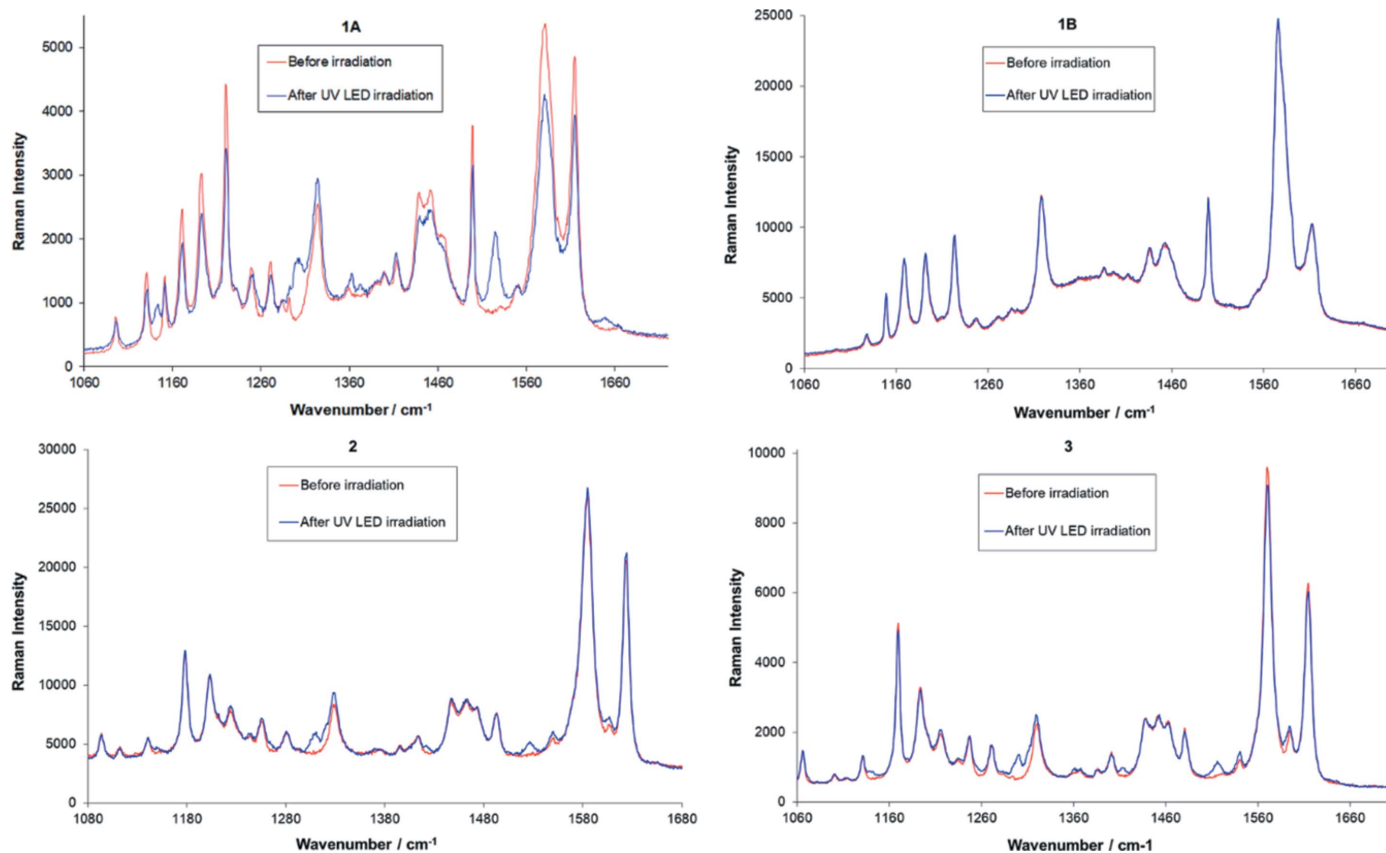 1A
Before irradiation
After UV LED irradiation
Raman Intensity
5000
4000
3000
2000
1000
0
1060 1160 1260 1360 1460 1560 1660
Wavenumber / cm-1
1B
Before irradiation
After UV LED irradiation
Raman Intensity
25000
20000
15000
10000
5000
0
1060 1160 1260 1360 1460 1560 1660
Wavenumber / cm-1
2
Before irradiation
After UV LED irradiation
Raman Intensity
30000
25000
20000
15000
10000
5000
0
1080 1180 1280 1380 1480 1580 1680
Wavenumber / cm-1
3
Before irradiation
After UV LED irradiation
Raman Intensity
10000
8000
6000
4000
2000
0
1060 1160 1260 1360 1460 1560 1660
Wavenumber / cm-1